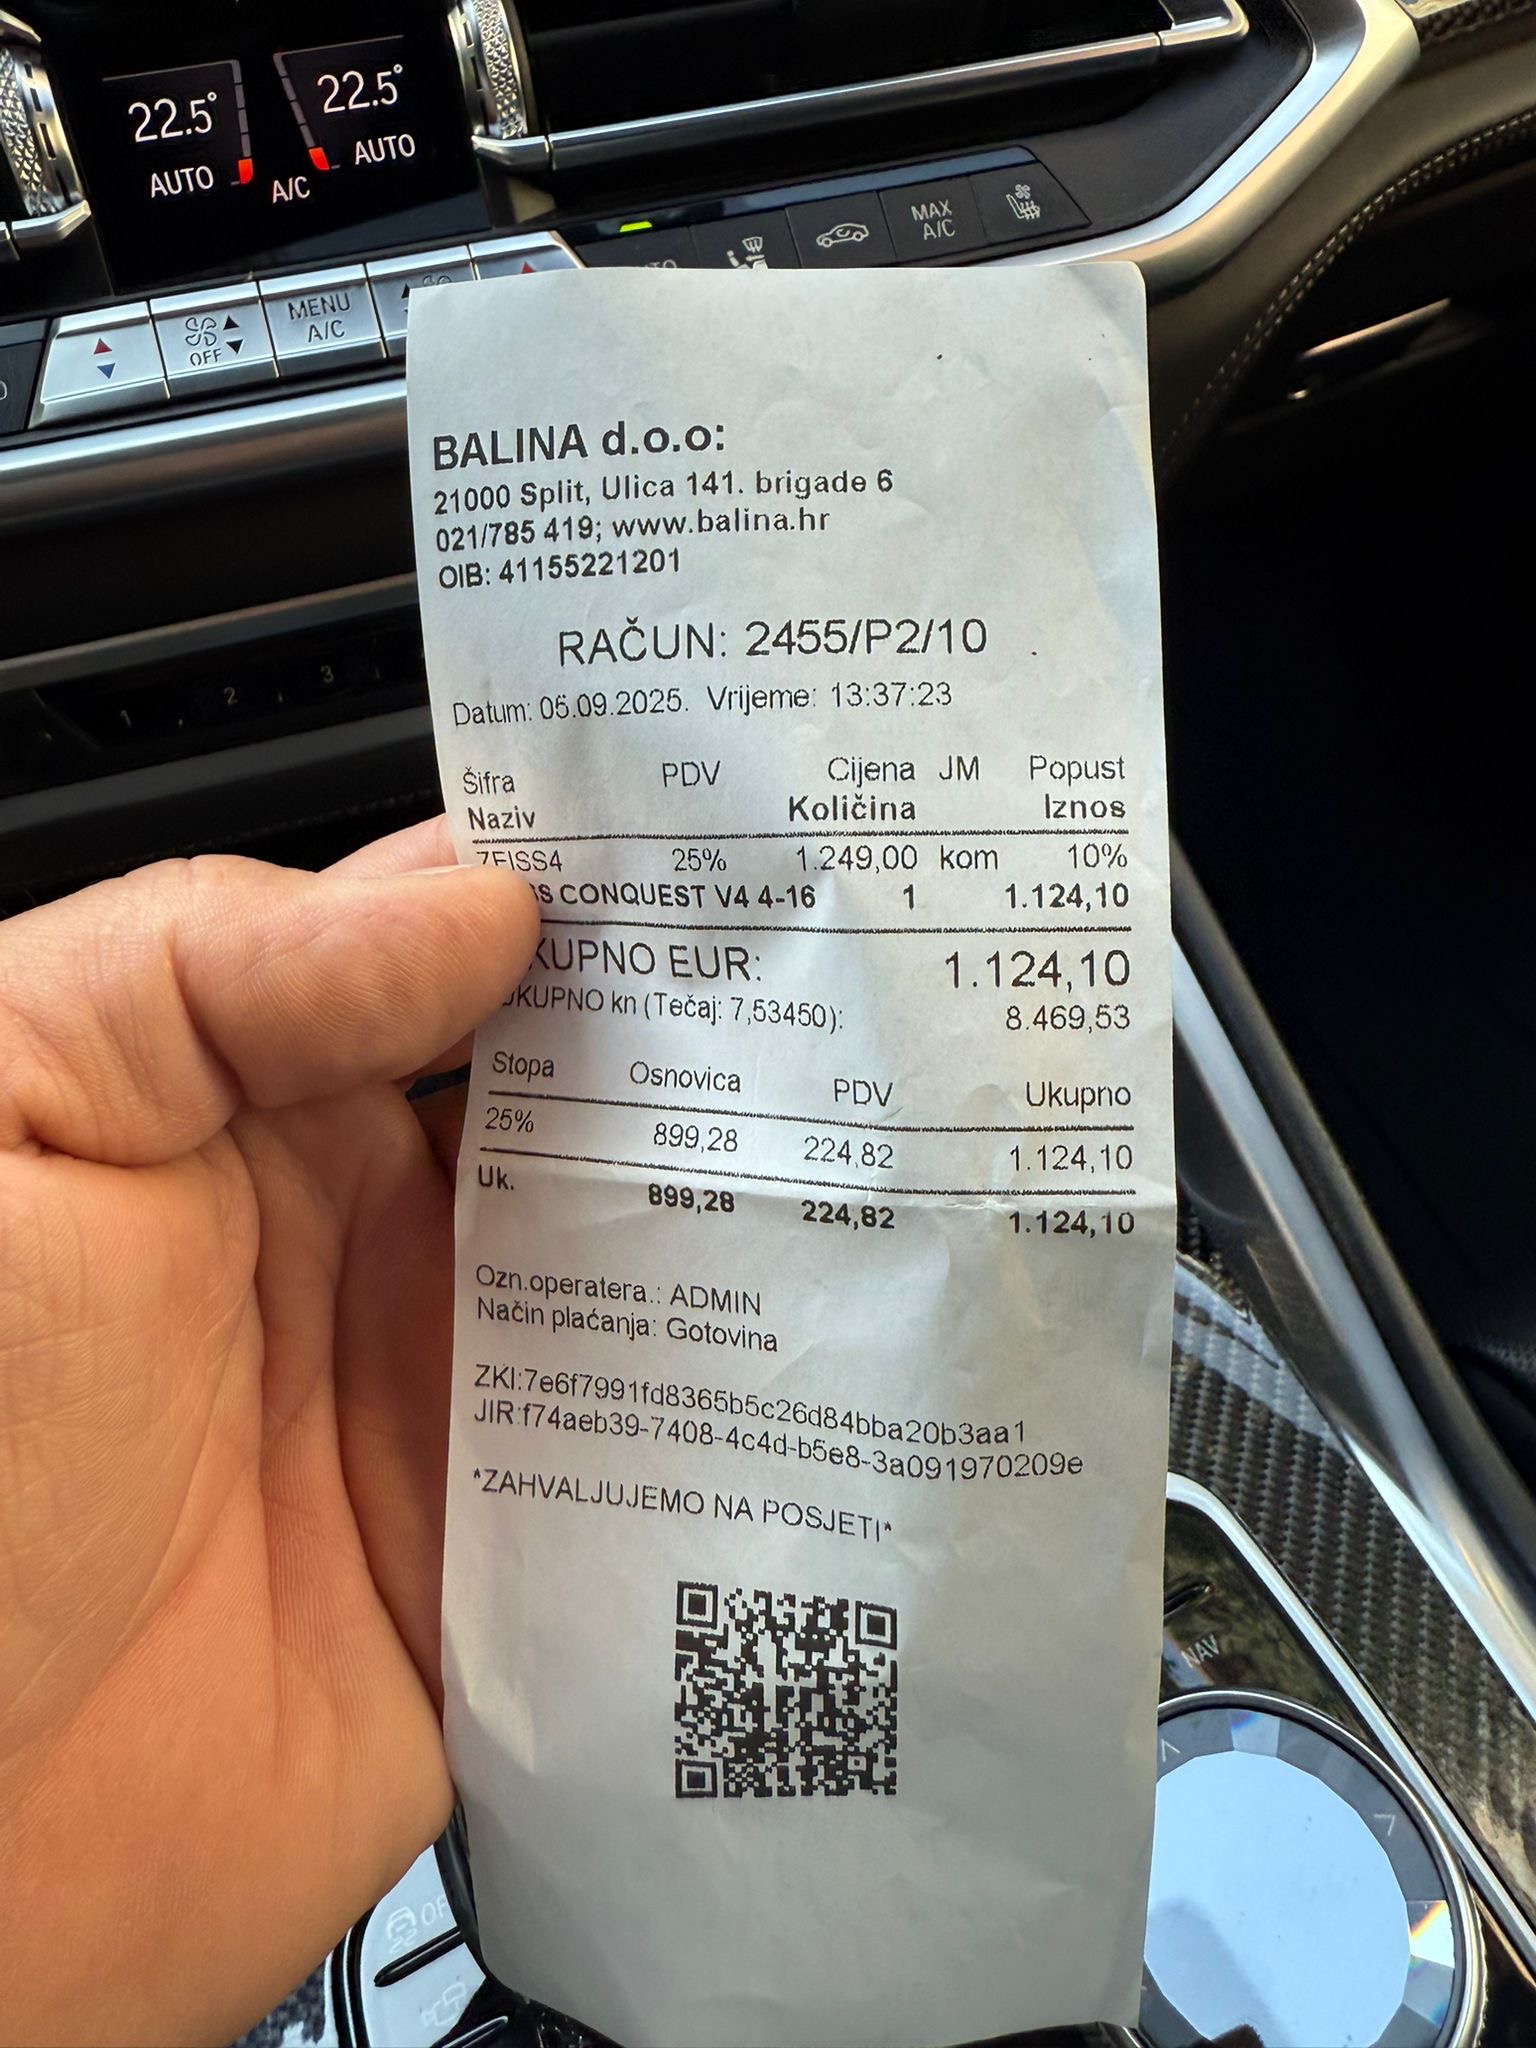 22.5° 22.5°
AUTO A/C AUTO
MAX
A/C
MENU
A/C
OFF
1 2 3
BALINA d.o.o:
21000 Split, Ulica 141. brigade 6
021/785 419; www.balina.hr
OIB: 41155221201
RAČUN: 2455/P2/10
Datum: 05.09.2025. Vrijeme: 13:37:23
Šifra PDV Cijena JM Popust
Naziv Količina Iznos
ZEISS4 25% 1.249,00 kom 10%
CONQUEST V4 4-16 1 1.124,10
UKUPNO EUR: 1.124,10
UKUPNO kn (Tečaj: 7,53450): 8.469,53
Stopa Osnovica PDV Ukupno
25% 899,28 224,82 1.124,10
Uk. 899,28 224,82 1.124,10
Ozn.operatera.: ADMIN
Način plaćanja: Gotovina
ZKI:7e6f7991fd8365b5c26d84bba20b3aa1
JIR:f74aeb39-7408-4c4d-b5e8-3a091970209e
*ZAHVALJUJEMO NA POSJETI*
NAV